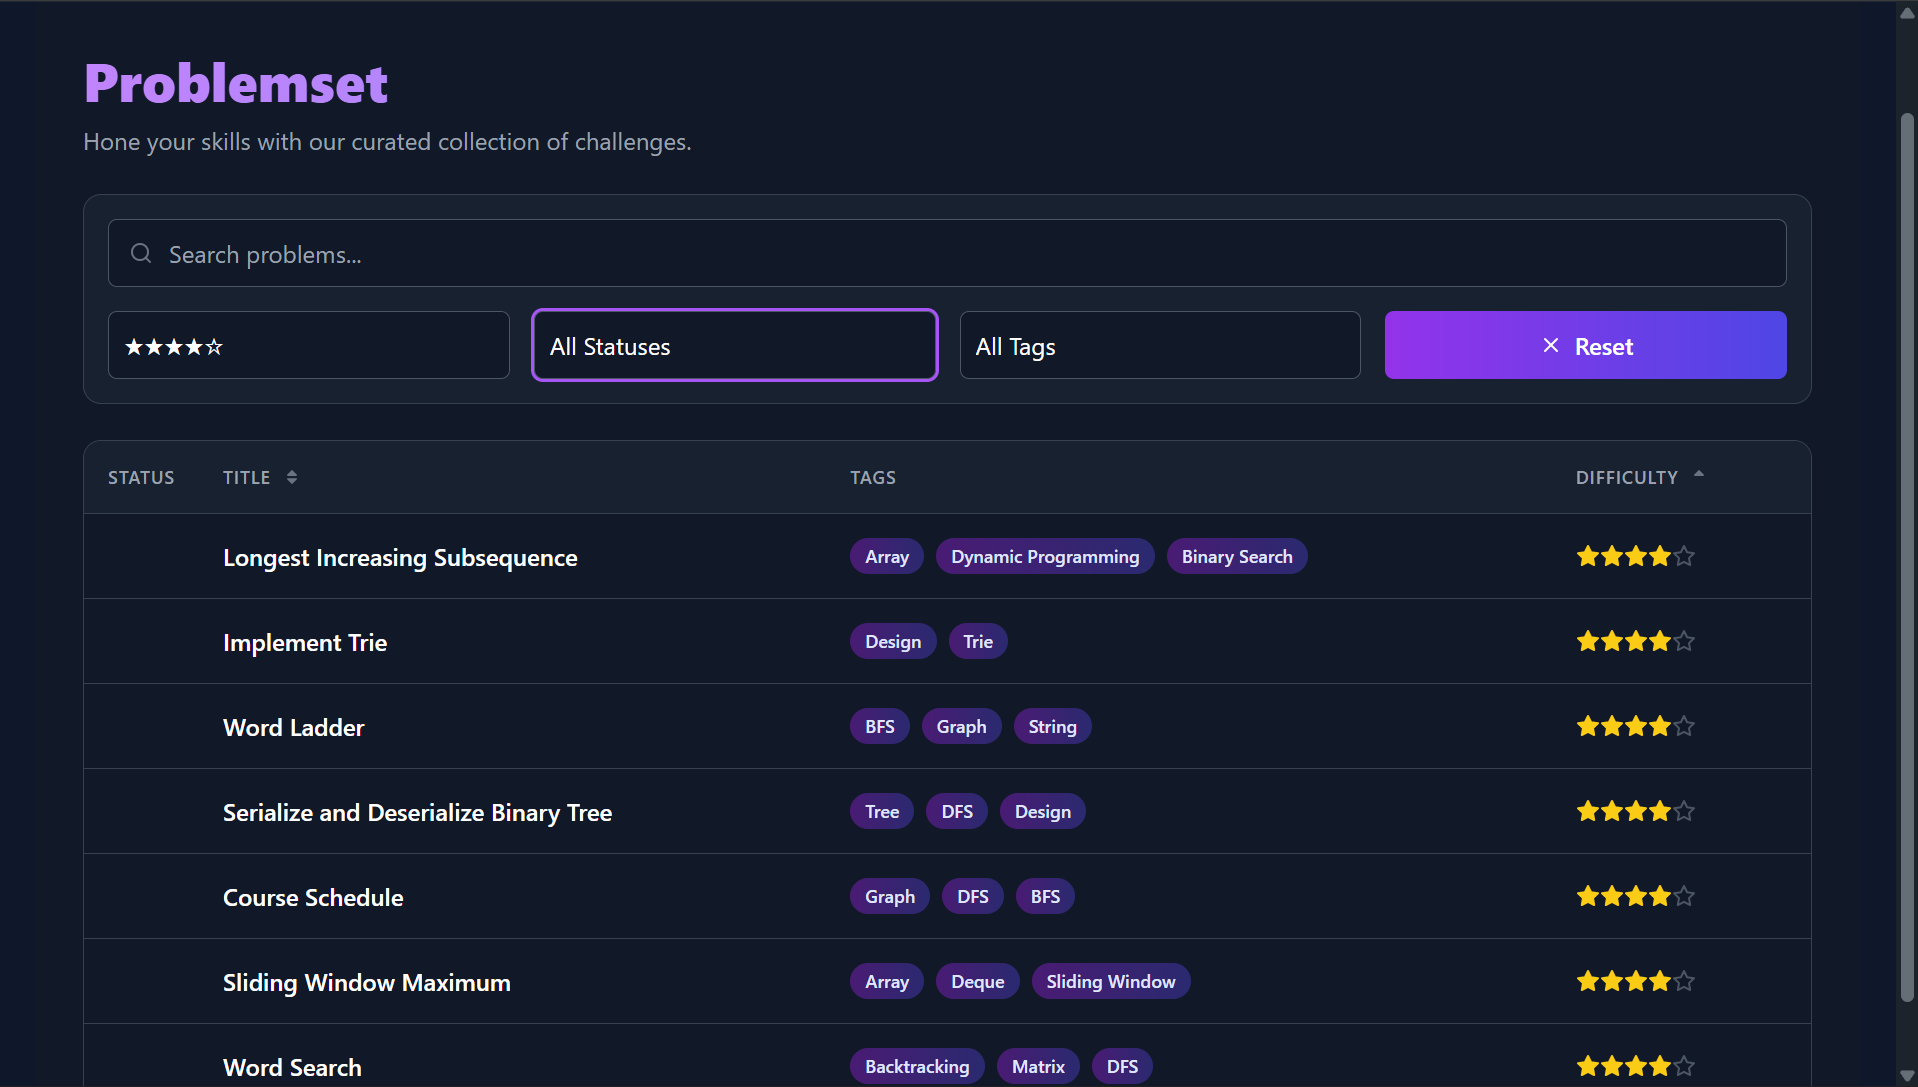 Problemset
Hone your skills with our curated collection of challenges.
Search problems...
★★★★☆ All Statuses All Tags Reset
STATUS TITLE TAGS DIFFICULTY
Longest Increasing Subsequence Array Dynamic Programming Binary Search
Implement Trie Design Trie
Word Ladder BFS Graph String
Serialize and Deserialize Binary Tree Tree DFS Design
Course Schedule Graph DFS BFS
Sliding Window Maximum Array Deque Sliding Window
Word Search Backtracking Matrix DFS